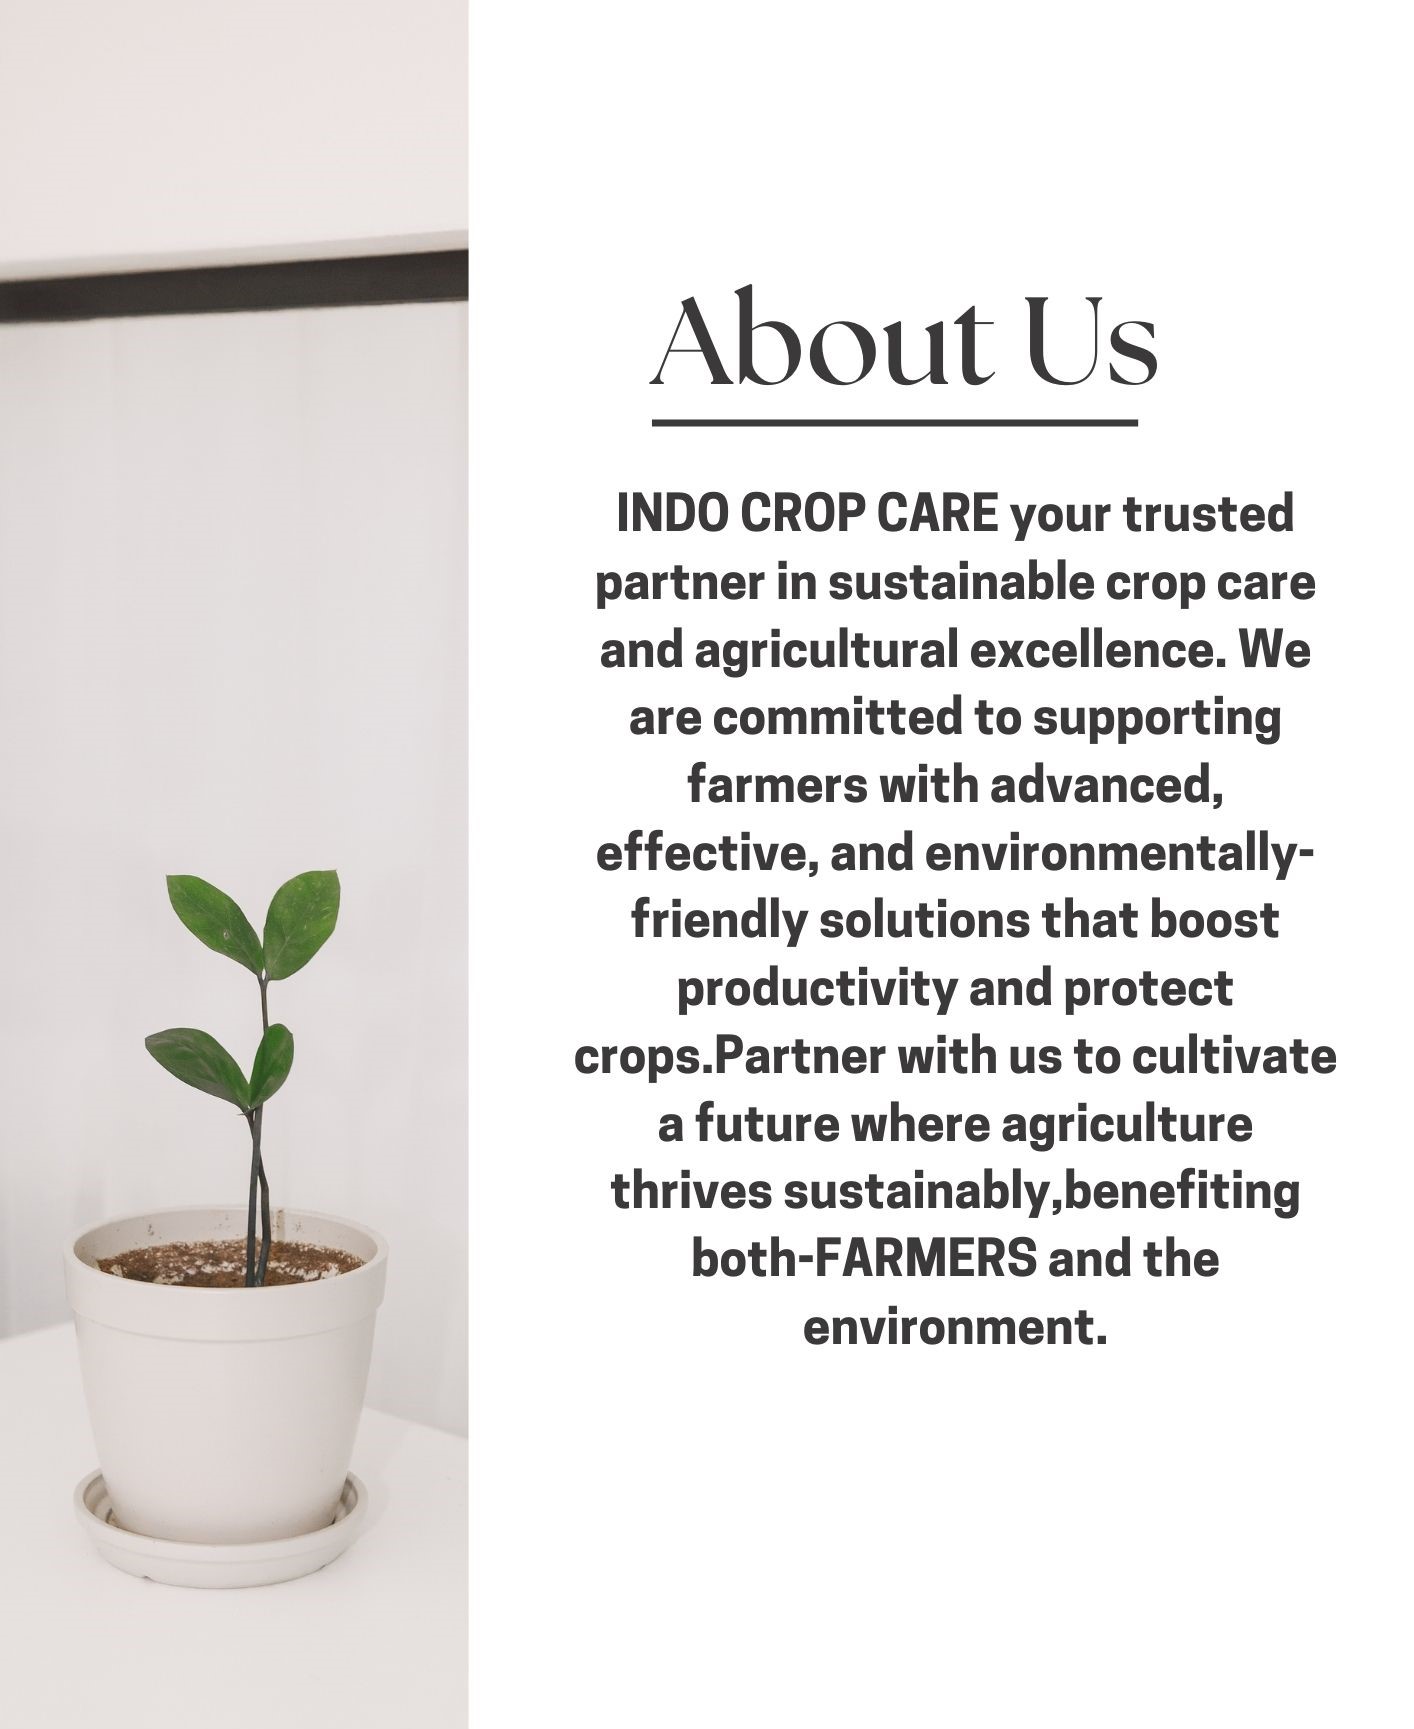 About Us
INDO CROP CARE your trusted
partner in sustainable crop care
and agricultural excellence. We
are committed to supporting
farmers with advanced,
effective, and environmentally-
friendly solutions that boost
productivity and protect
crops.Partner with us to cultivate
a future where agriculture
thrives sustainably,benefiting
both-FARMERS and the
environment.